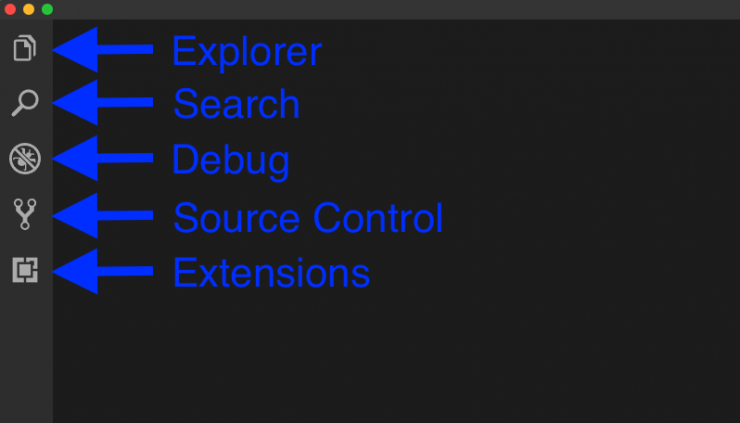 Explorer
Search
Debug
Source Control
Extensions